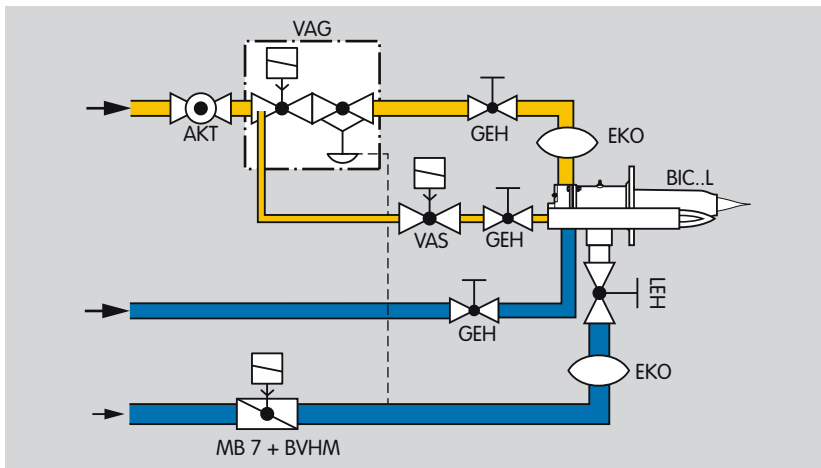 VAG
AKT
GEH
EKO
BIC..L
VAS
GEH
LEH
GEH
EKO
MB 7 + BVHM